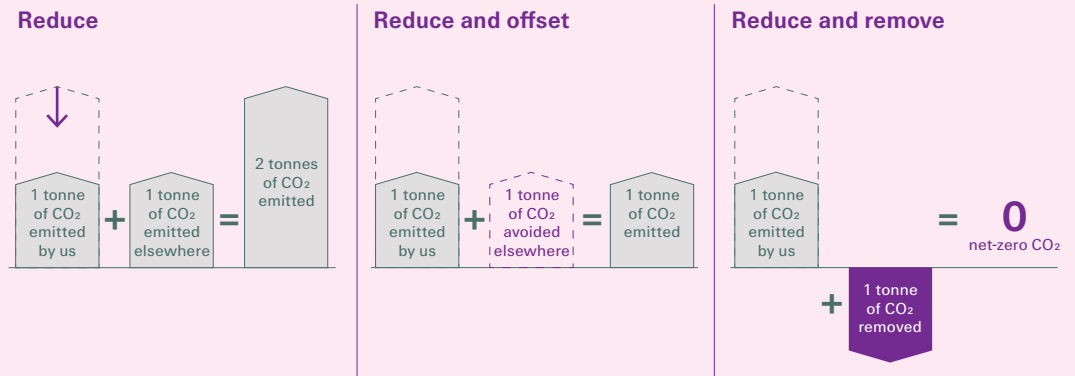 Reduce
1 tonne
of CO₂
emitted
by us
+
1 tonne
of CO₂
emitted
elsewhere
=
2 tonnes
of CO₂
emitted
Reduce and offset
1 tonne
of CO₂
emitted
by us
+
1 tonne
of CO₂
avoided
elsewhere
=
1 tonne
of CO₂
emitted
Reduce and remove
1 tonne
of CO₂
emitted
by us
+
1 tonne
of CO₂
removed
=
0
net-zero CO₂